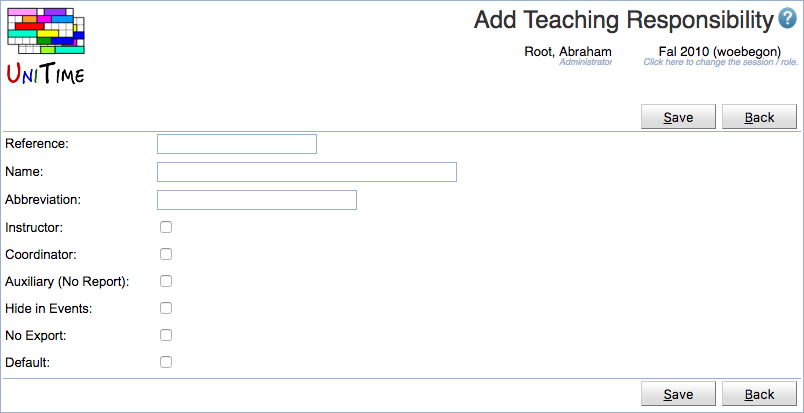 UniTime
Add Teaching Responsibility ?
Root, Abraham
Administrator
Fal 2010 (woebegon)
Click here to change the session / role.
Save Back
Reference:
Name:
Abbreviation:
Instructor:
Coordinator:
Auxiliary (No Report):
Hide in Events:
No Export:
Default:
Save Back